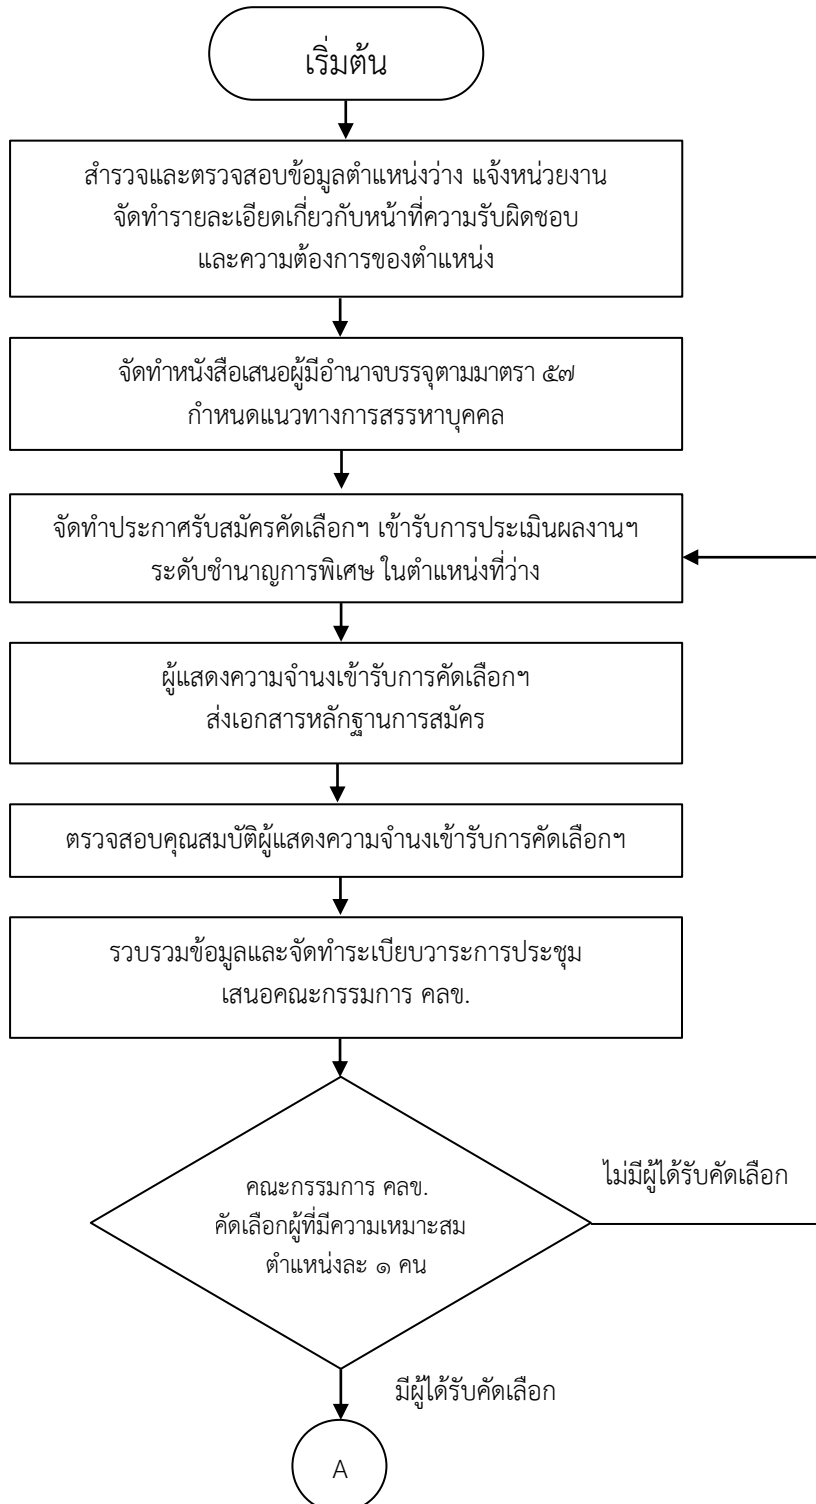 เริ่มต้น
สำรวจและตรวจสอบข้อมูลตำแหน่งว่าง แจ้งหน่วยงาน
จัดทำรายละเอียดเกี่ยวกับหน้าที่ความรับผิดชอบ
และความต้องการของตำแหน่ง
จัดทำหนังสือเสนอผู้มีอำนาจบรรจุตามมาตรา ๕๗
กำหนดแนวทางการสรรหาบุคคล
จัดทำประกาศรับสมัครคัดเลือกฯ เข้ารับการประเมินผลงานฯ
ระดับชำนาญการพิเศษ ในตำแหน่งที่ว่าง
ผู้แสดงความจำนงเข้ารับการคัดเลือกฯ
ส่งเอกสารหลักฐานการสมัคร
ตรวจสอบคุณสมบัติผู้แสดงความจำนงเข้ารับการคัดเลือกฯ
รวบรวมข้อมูลและจัดทำระเบียบวาระการประชุม
เสนอคณะกรรมการ คลข.
ไม่มีผู้ได้รับคัดเลือก
คณะกรรมการ คลข.
คัดเลือกผู้ที่มีความเหมาะสม
ตำแหน่งละ ๑ คน
มีผู้ได้รับคัดเลือก
A